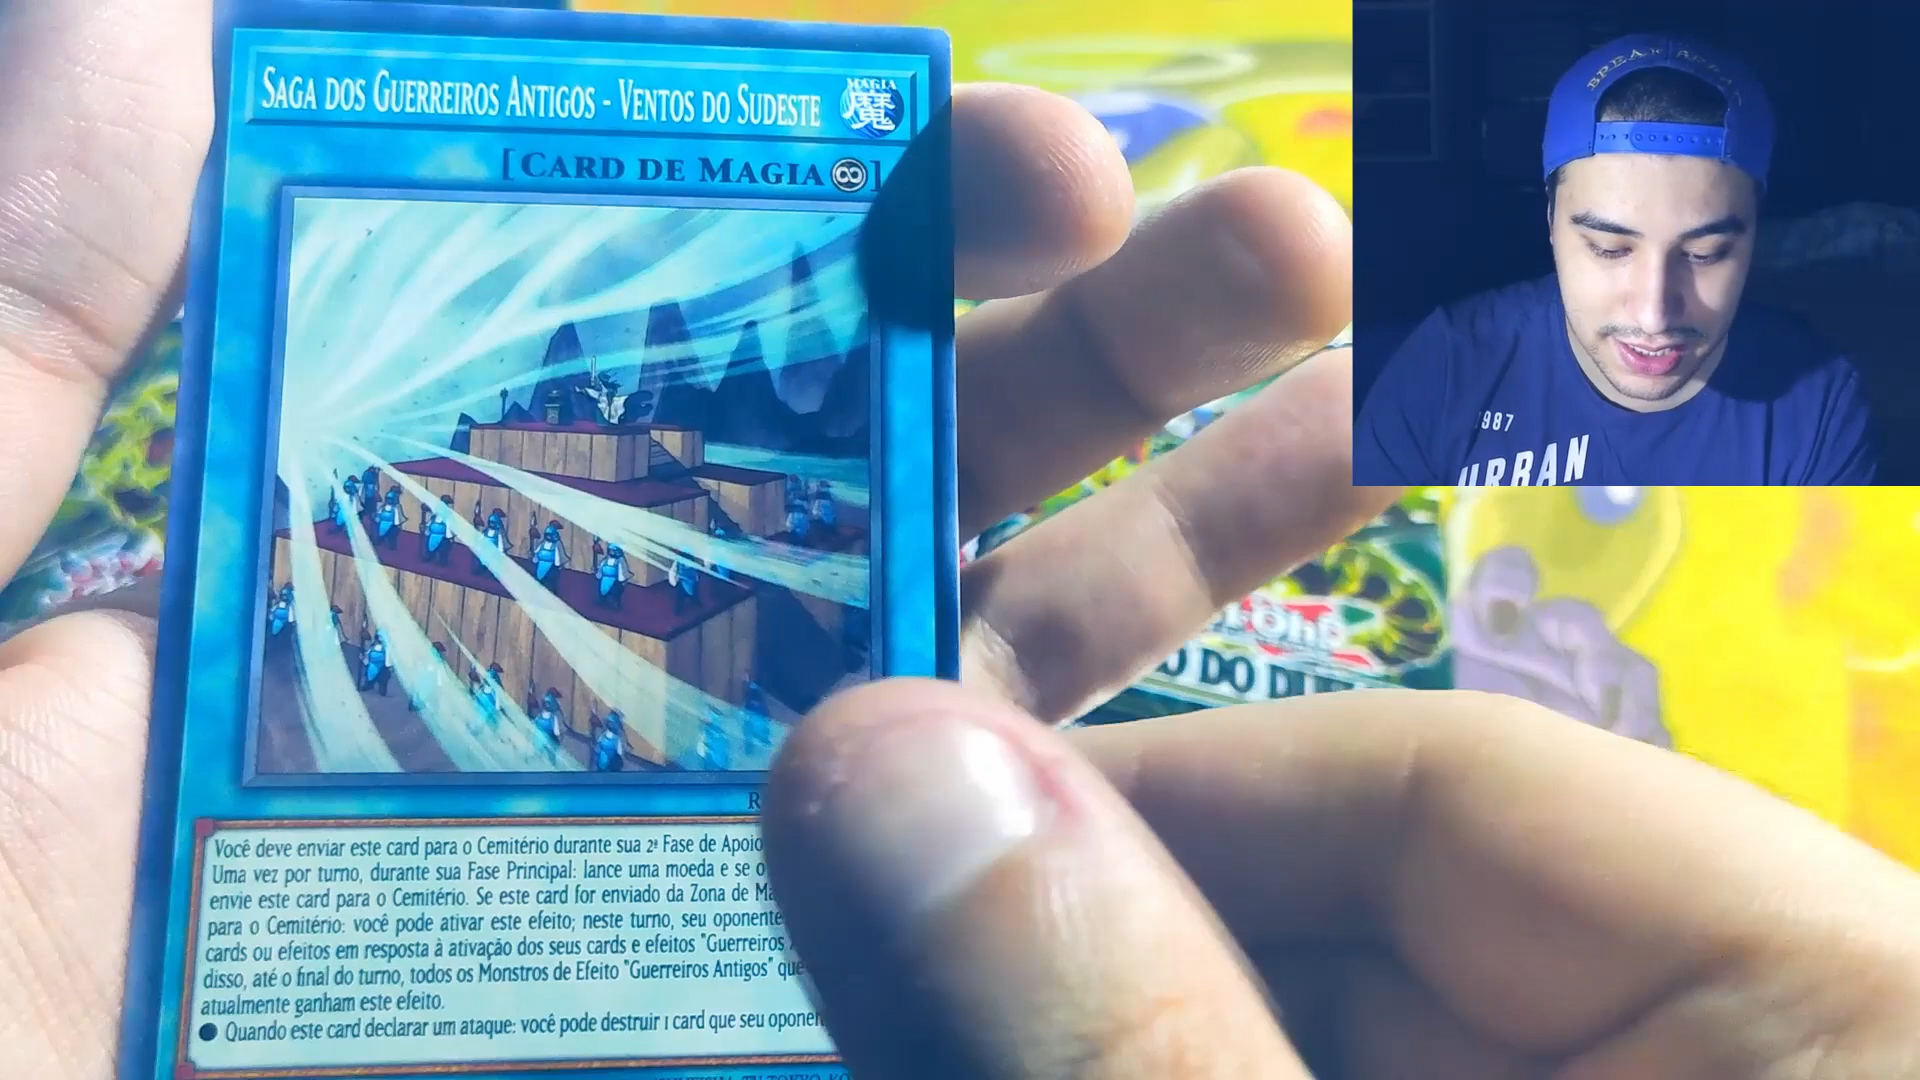 SAGA DOS GUERREIROS ANTIGOS - VENTOS DO SUDESTE
MAGIA
魔
[CARD DE MAGIA ]
Você deve enviar este card para o Cemitério durante sua 2ª Fase de Apoio
Uma vez por turno, durante sua Fase Principal: lance uma moeda e se o
envie este card para o Cemitério. Se este card for enviado da Zona de
para o Cemitério: você pode ativar este efeito; neste turno, seu oponente
cards ou efeitos em resposta à ativação dos seus cards e efeitos "Guerreiros
disso, até o final do turno, todos os Monstros de Efeito "Guerreiros Antigos" que
atualmente ganham este efeito.
● Quando este card declarar um ataque: você pode destruir 1 card que seu
BREAK
1987
URBAN
DO